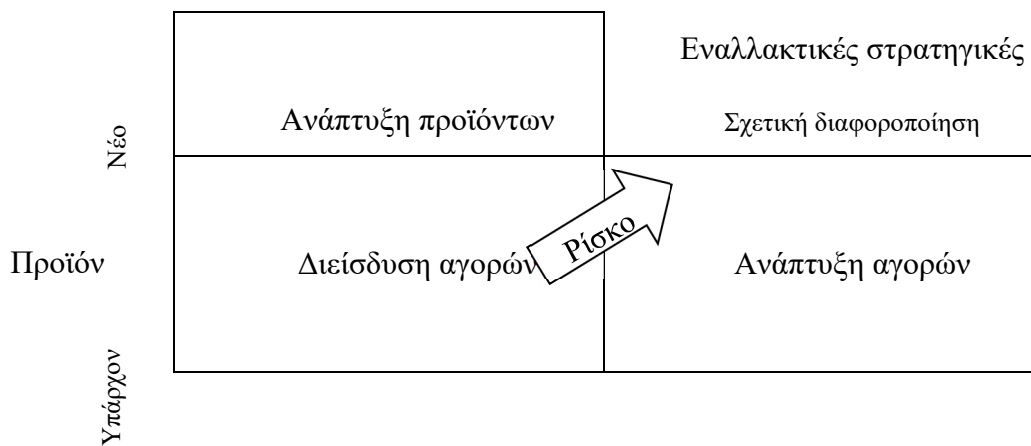 Εναλλακτικές στρατηγικές
Ανάπτυξη προϊόντων
Σχετική διαφοροποίηση
Νέο
Ρίσκο
Προϊόν
Διείσδυση αγορών
Ανάπτυξη αγορών
Υπάρχον